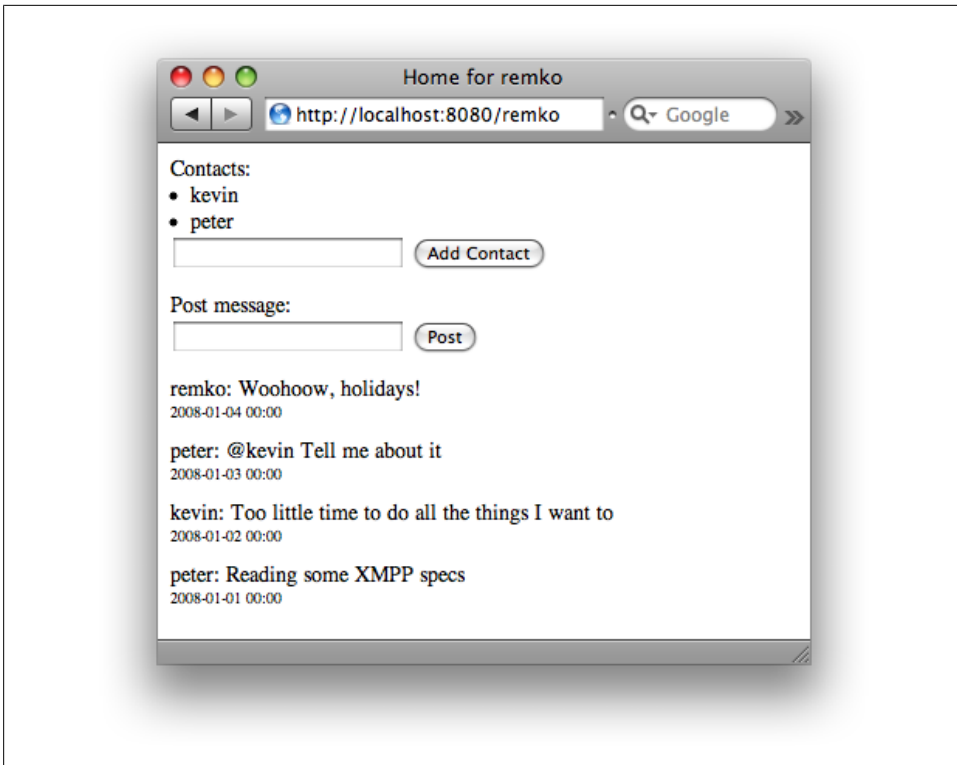 Home for remko
http://localhost:8080/remko
Google
Contacts:
• kevin
• peter
Add Contact
Post message:
Post
remko: Woohoow, holidays!
2008-01-04 00:00
peter: @kevin Tell me about it
2008-01-03 00:00
kevin: Too little time to do all the things I want to
2008-01-02 00:00
peter: Reading some XMPP specs
2008-01-01 00:00